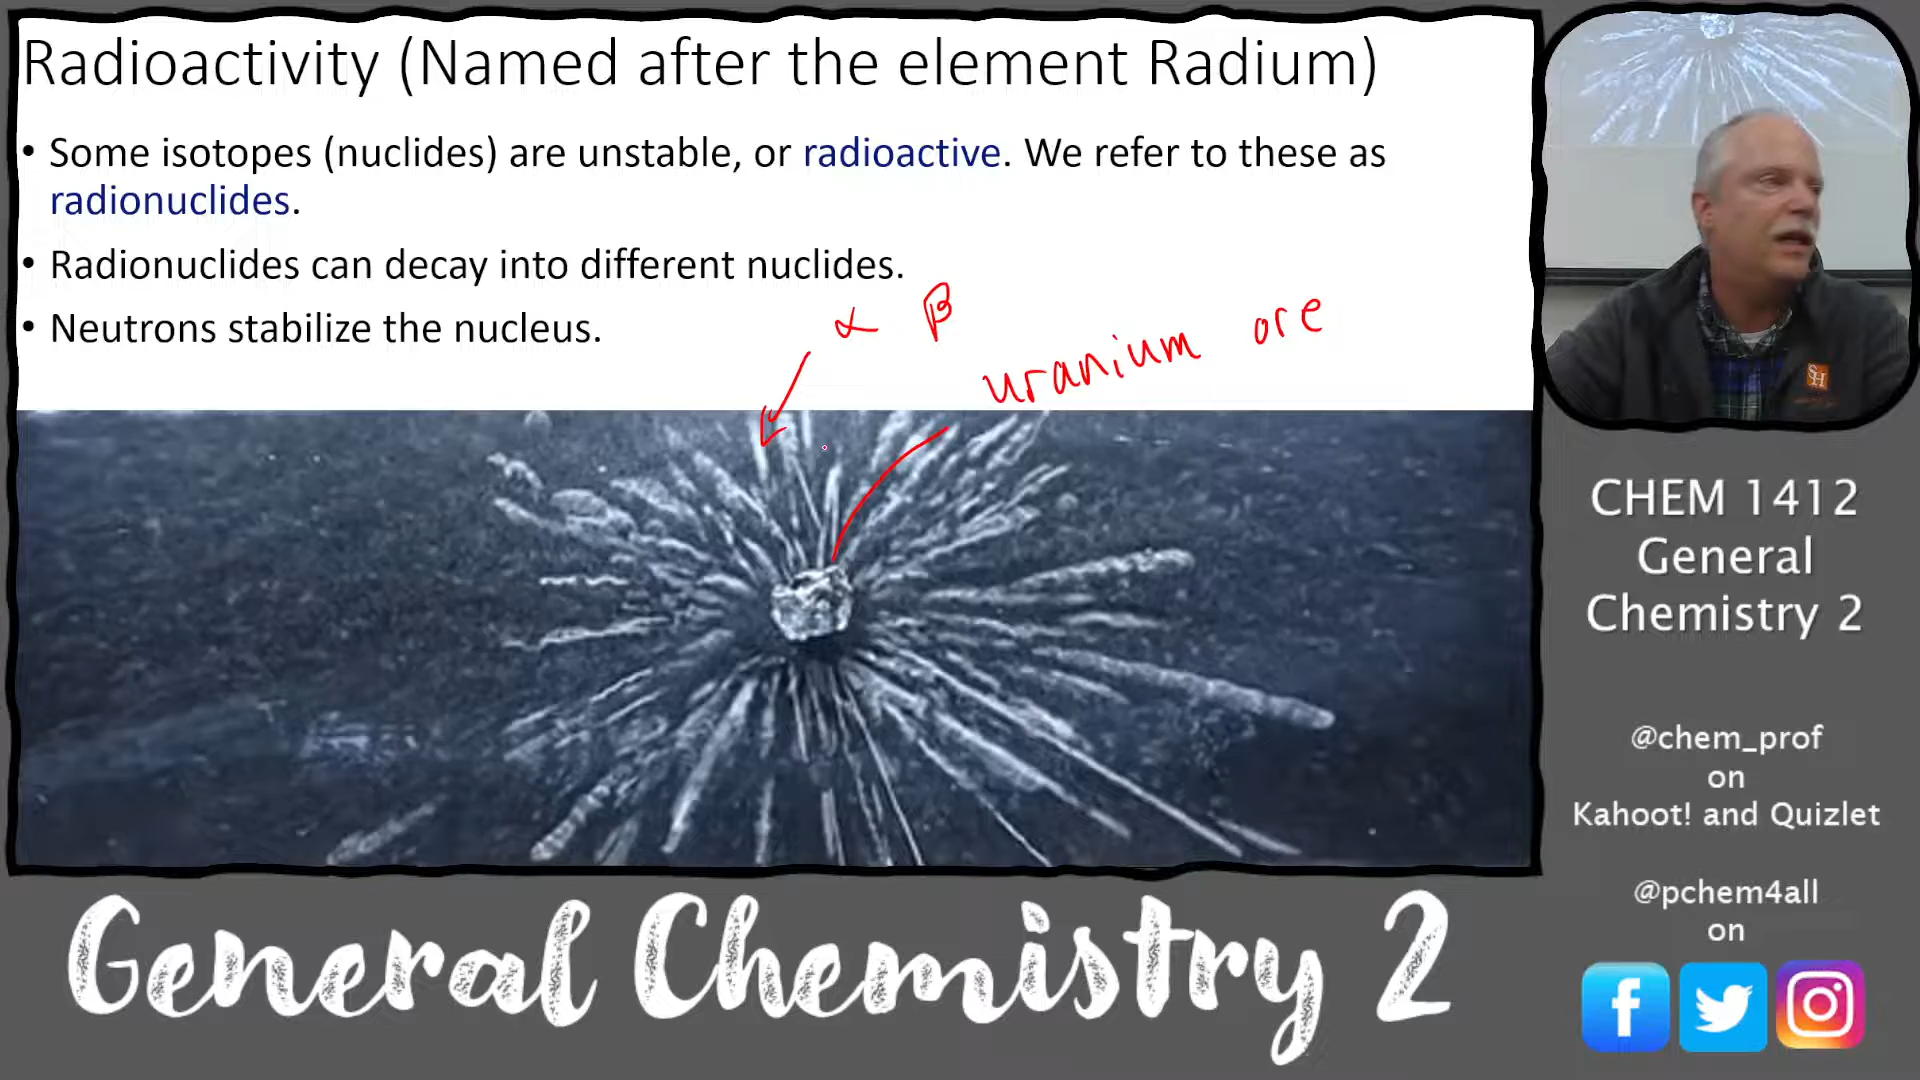 Radioactivity (Named after the element Radium)
• Some isotopes (nuclides) are unstable, or radioactive. We refer to these as
radionuclides.
• Radionuclides can decay into different nuclides.
• Neutrons stabilize the nucleus.
α β
uranium ore
SH
CHEM 1412
General
Chemistry 2
@chem_prof
on
Kahoot! and Quizlet
@pchem4all
on
General Chemistry 2